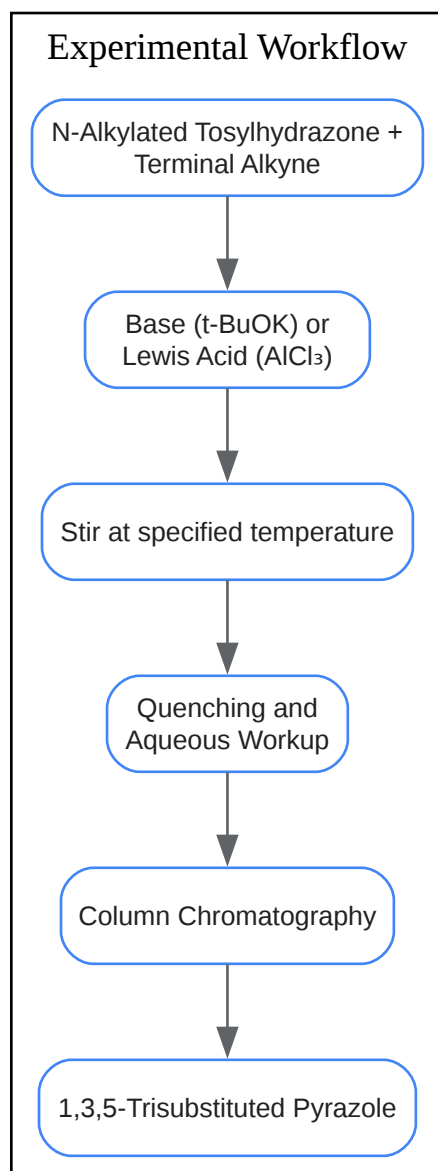 Experimental Workflow
N-Alkylated Tosylhydrazone +
Terminal Alkyne
Base (t-BuOK) or
Lewis Acid (AlCl₃)
Stir at specified temperature
Quenching and
Aqueous Workup
Column Chromatography
1,3,5-Trisubstituted Pyrazole